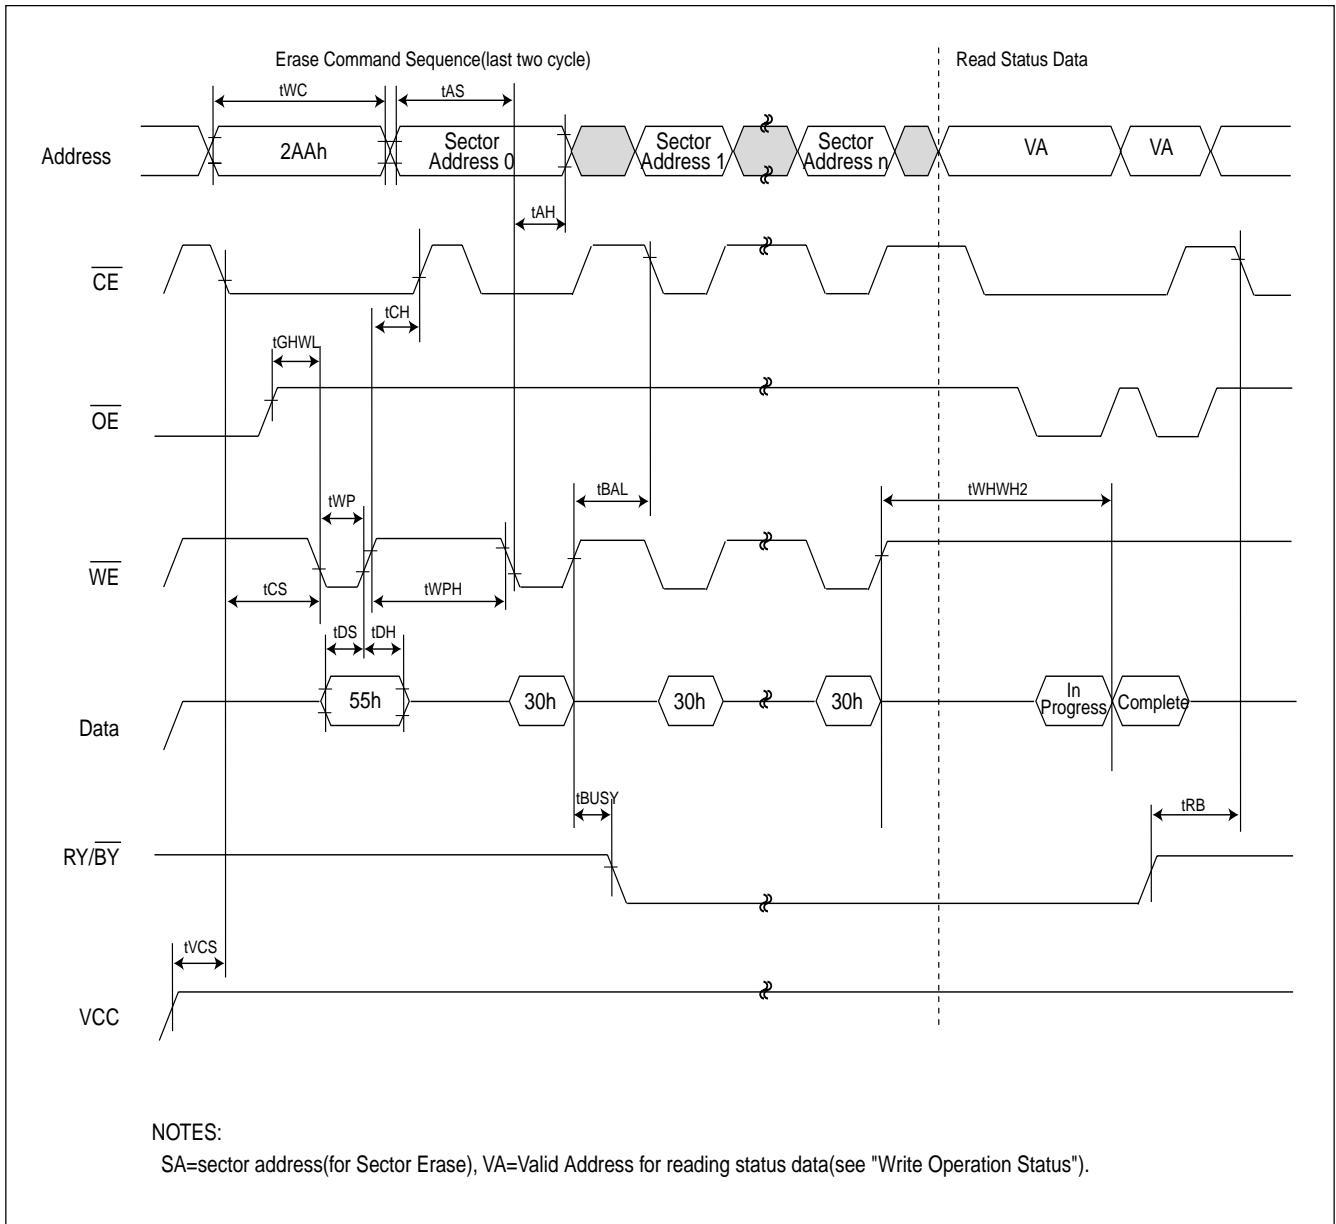 Erase Command Sequence(last two cycle)
Read Status Data
tWC
tAS
Address
2AAh
Sector
Address 0
Sector
Address 1
Sector
Address n
VA
VA
tAH
CE
tCH
tGHWL
OE
tBAL
tWHWH2
tWP
WE
tCS
tWPH
tDS
tDH
55h
30h
30h
30h
In
Progress
Complete
Data
tBUSY
tRB
RY/BY
tVCS
VCC
NOTES:
SA=sector address(for Sector Erase), VA=Valid Address for reading status data(see "Write Operation Status").